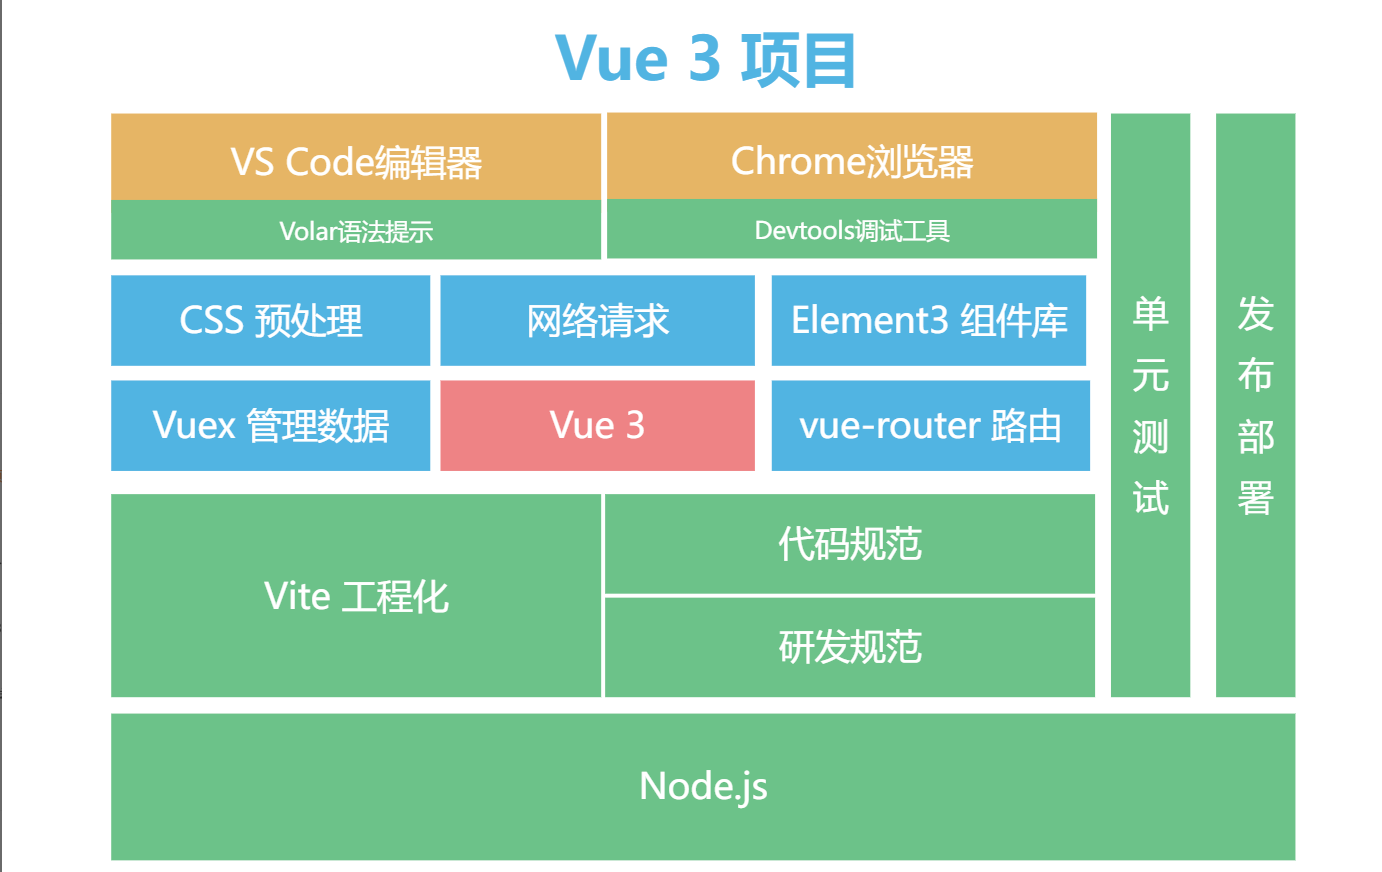 Vue 3 项目
VS Code编辑器
Chrome浏览器
Volar语法提示
Devtools调试工具
CSS 预处理
网络请求
Element3 组件库
Vuex 管理数据
Vue 3
vue-router 路由
Vite 工程化
代码规范
研发规范
单元测试
发布部署
Node.js